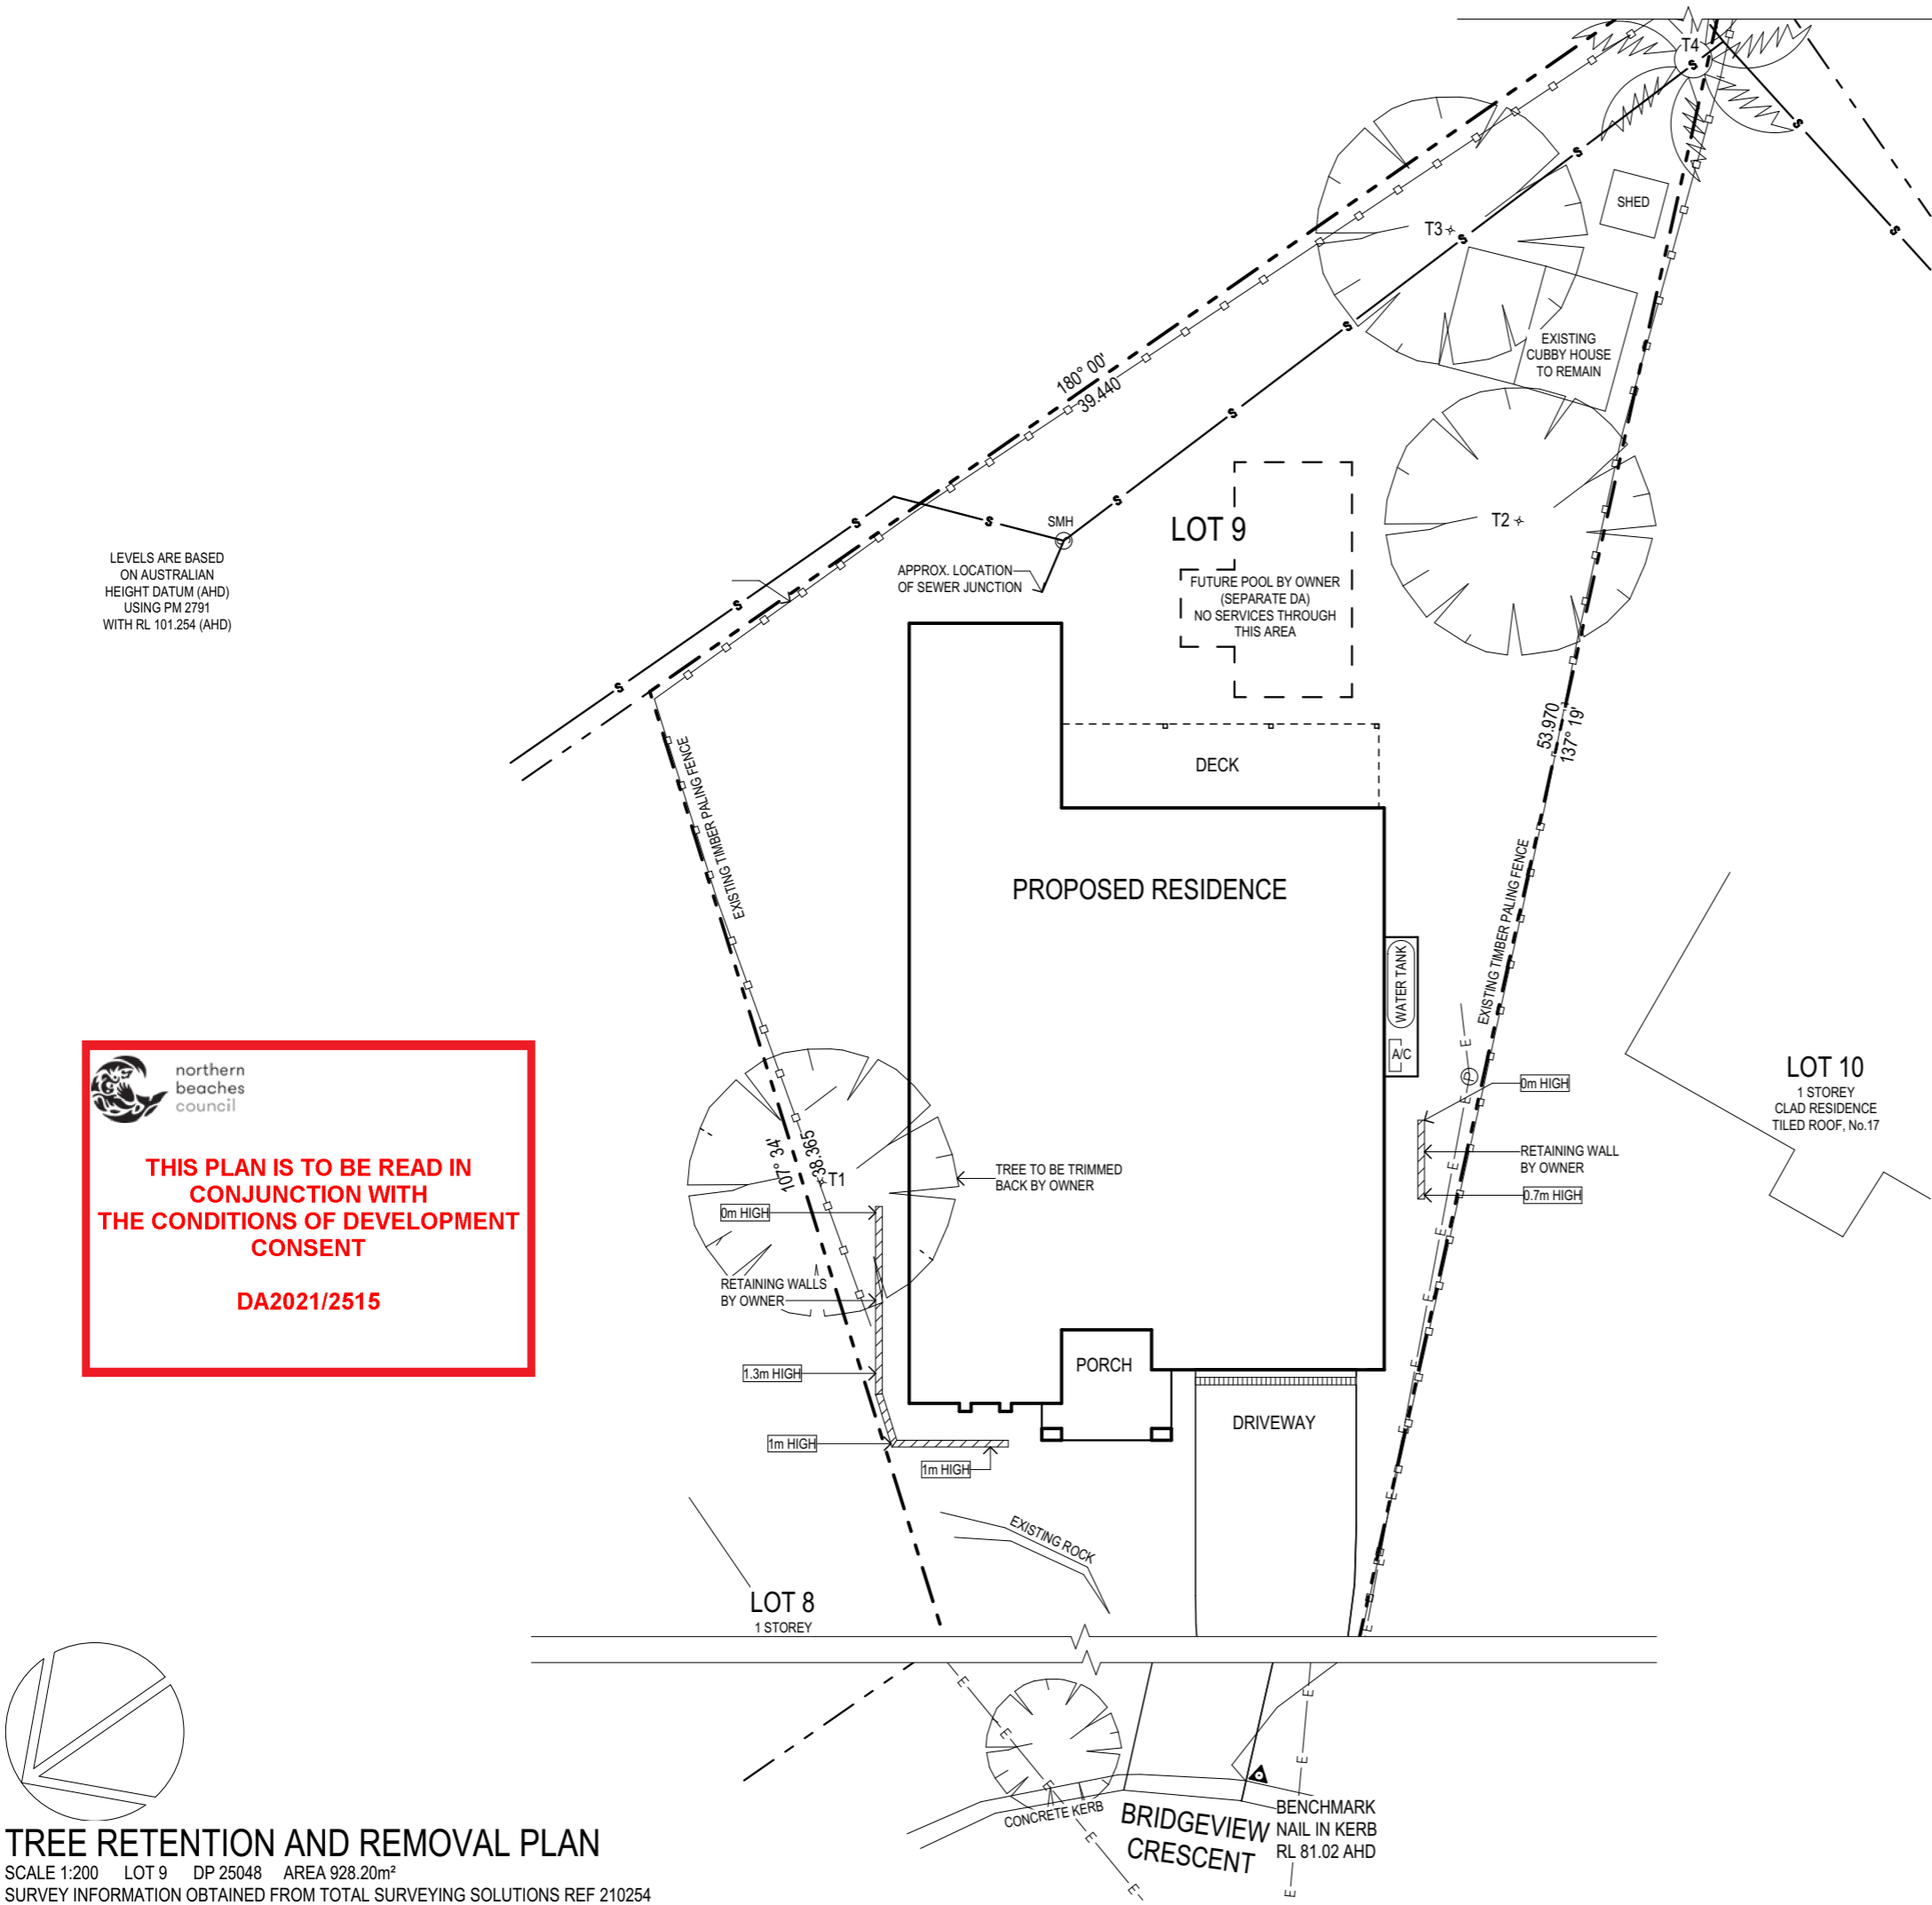 T4
SHED
T3
EXISTING
CUBBY HOUSE
TO REMAIN
180° 00'
39.440
T2
SMH
LOT 9
APPROX. LOCATION
OF SEWER JUNCTION
FUTURE POOL BY OWNER
(SEPARATE DA)
NO SERVICES THROUGH
THIS AREA
LEVELS ARE BASED
ON AUSTRALIAN
HEIGHT DATUM (AHD)
USING PM 2791
WITH RL 101.254 (AHD)
53.970
137° 19'
DECK
EXISTING TIMBER PALING FENCE
PROPOSED RESIDENCE
EXISTING TIMBER PALING FENCE
WATER TANK
A/C
P
0m HIGH
RETAINING WALL
BY OWNER
0.7m HIGH
LOT 10
1 STOREY
CLAD RESIDENCE
TILED ROOF, No.17
northern
beaches
council
THIS PLAN IS TO BE READ IN
CONJUNCTION WITH
THE CONDITIONS OF DEVELOPMENT
CONSENT
DA2021/2515
107° 34'
38.365
T1
TREE TO BE TRIMMED
BACK BY OWNER
0m HIGH
RETAINING WALLS
BY OWNER
1.3m HIGH
1m HIGH
1m HIGH
PORCH
DRIVEWAY
EXISTING ROCK
LOT 8
1 STOREY
CONCRETE KERB
BRIDGEVIEW
CRESCENT
BENCHMARK
NAIL IN KERB
RL 81.02 AHD
TREE RETENTION AND REMOVAL PLAN
SCALE 1:200 LOT 9 DP 25048 AREA 928.20m²
SURVEY INFORMATION OBTAINED FROM TOTAL SURVEYING SOLUTIONS REF 210254